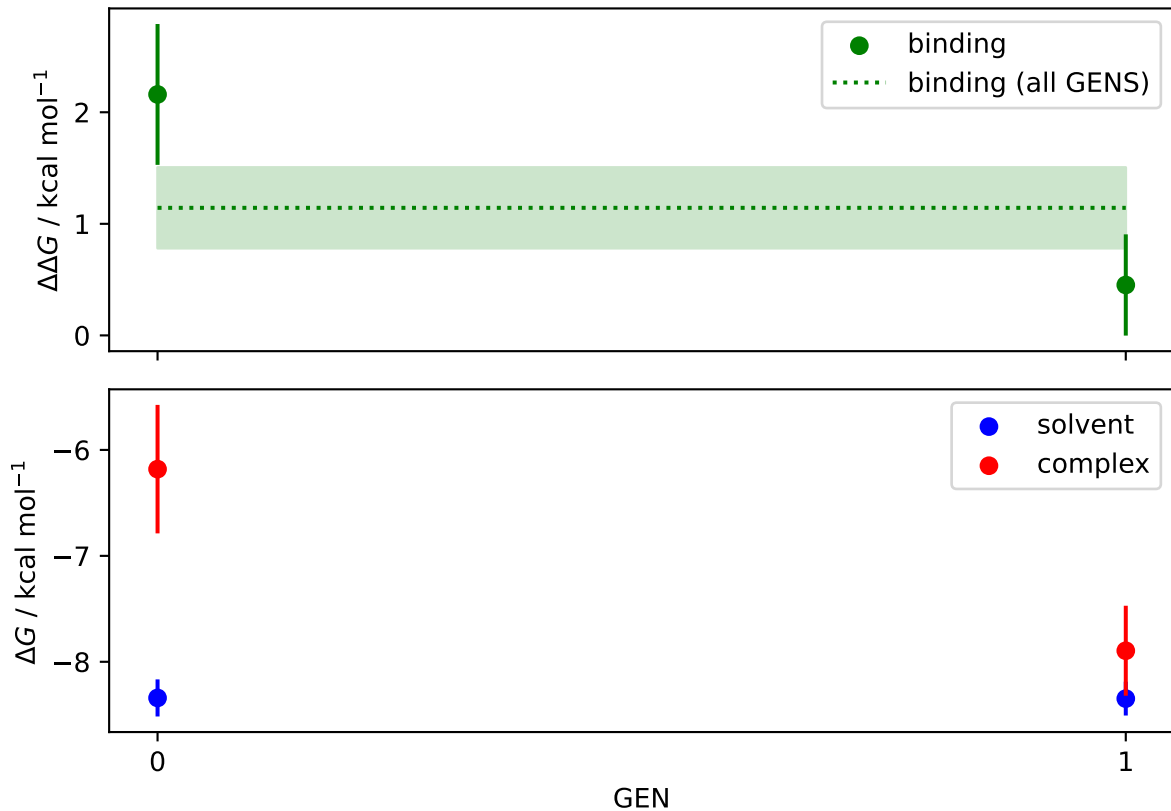 ΔΔG / kcal mol⁻¹
2
1
0
binding
binding (all GENS)
ΔG / kcal mol⁻¹
−6
−7
−8
solvent
complex
0
1
GEN